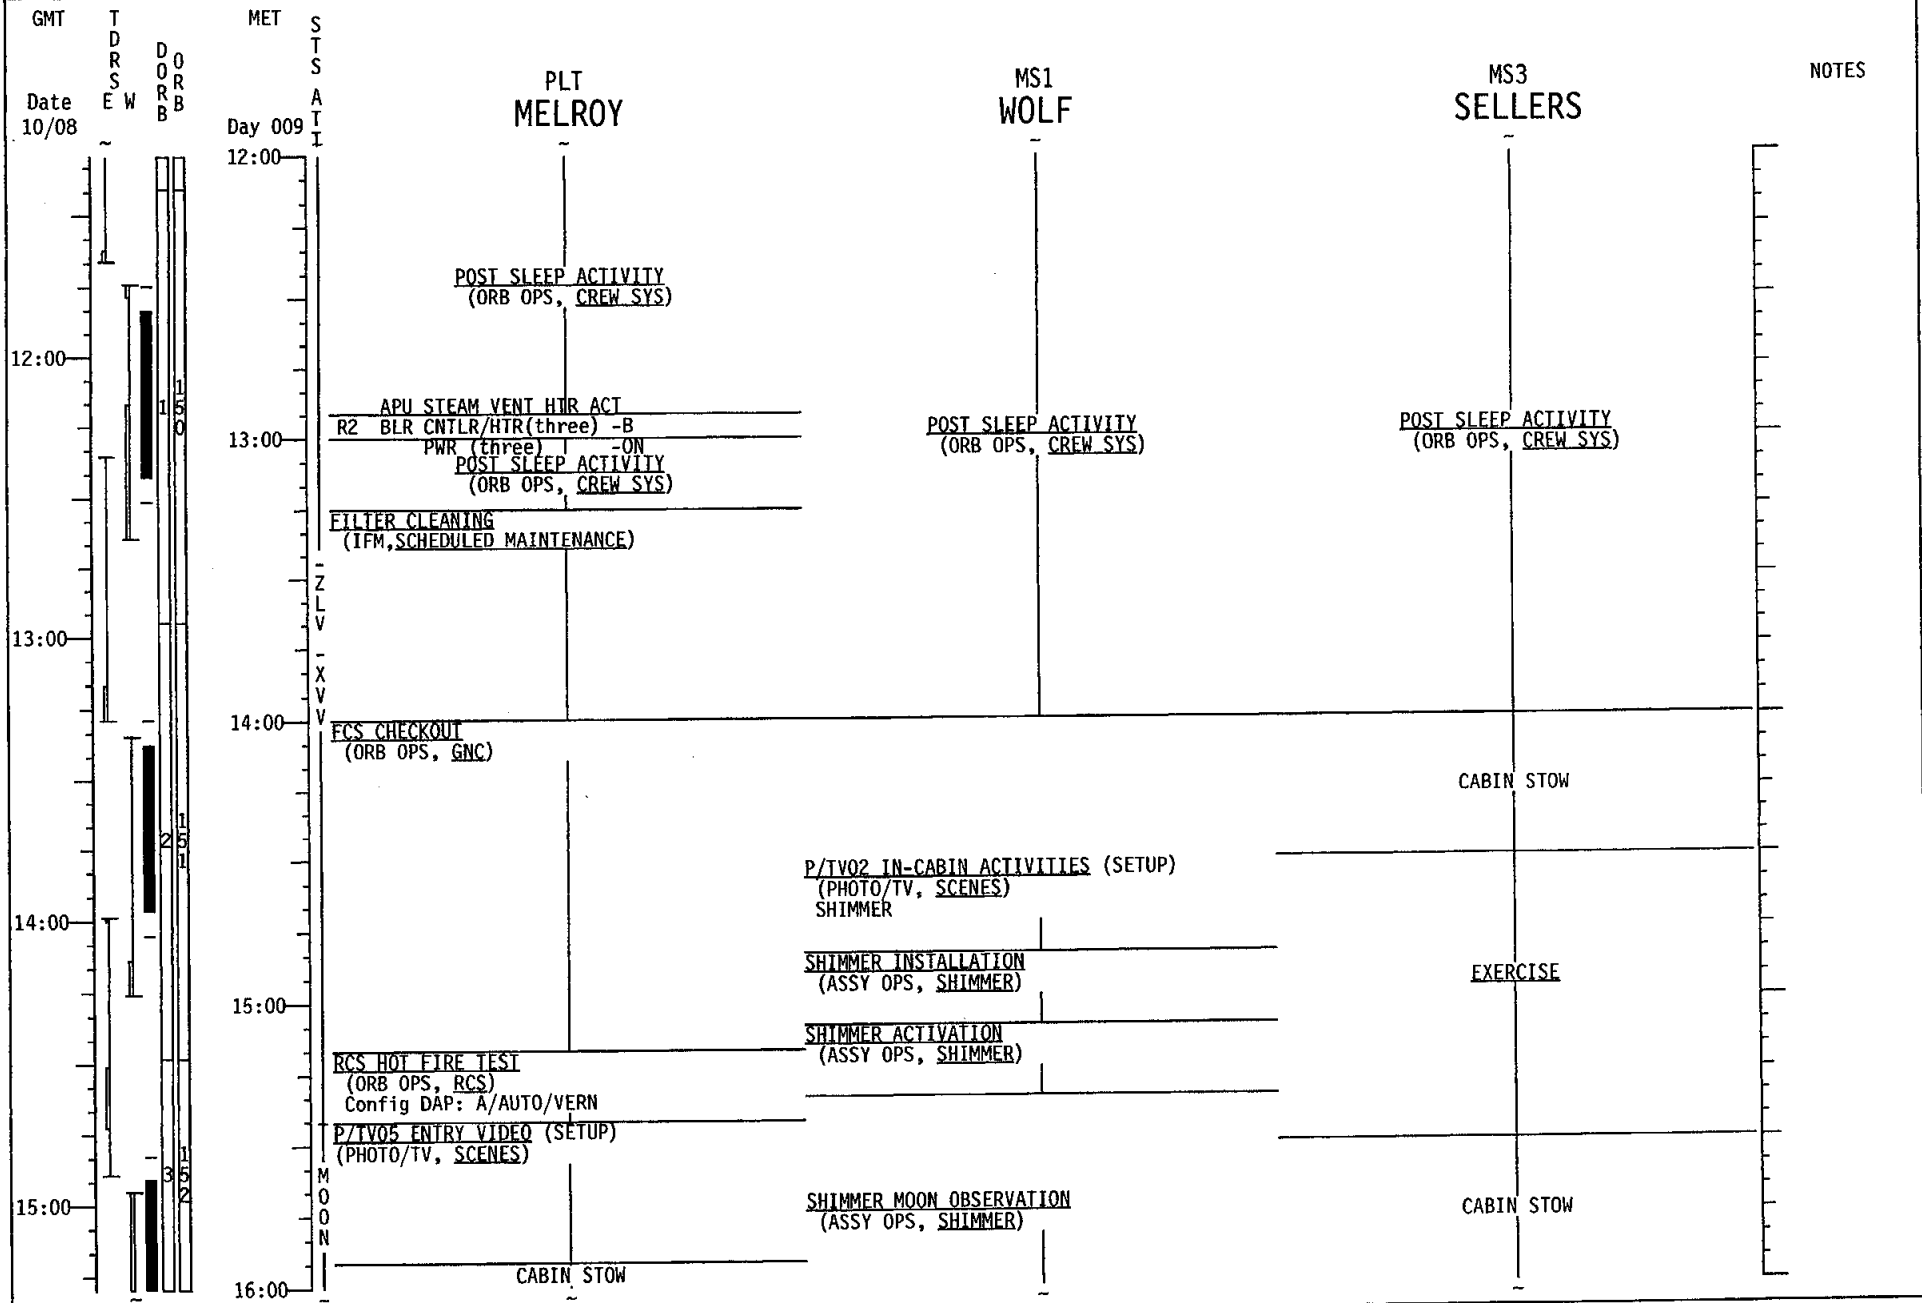 GMT
TDRS
E W
DORB
ORB
MET
STS ATT
Date
10/08
Day 009
PLT
MELROY
MS1
WOLF
MS3
SELLERS
NOTES
12:00
POST SLEEP ACTIVITY
(ORB OPS, CREW SYS)
12:00
1
150
APU STEAM VENT HTR ACT
R2 BLR CNTLR/HTR(three) -B
PWR (three) -ON
13:00
POST SLEEP ACTIVITY
(ORB OPS, CREW SYS)
POST SLEEP ACTIVITY
(ORB OPS, CREW SYS)
POST SLEEP ACTIVITY
(ORB OPS, CREW SYS)
FILTER CLEANING
(IFM,SCHEDULED MAINTENANCE)
-ZLV -XVV
13:00
14:00
FCS CHECKOUT
(ORB OPS, GNC)
CABIN STOW
2
151
P/TV02 IN-CABIN ACTIVITIES (SETUP)
(PHOTO/TV, SCENES)
SHIMMER
14:00
SHIMMER INSTALLATION
(ASSY OPS, SHIMMER)
EXERCISE
15:00
SHIMMER ACTIVATION
(ASSY OPS, SHIMMER)
RCS HOT FIRE TEST
(ORB OPS, RCS)
Config DAP: A/AUTO/VERN
P/TV05 ENTRY VIDEO (SETUP)
(PHOTO/TV, SCENES)
3
152
MOON
15:00
SHIMMER MOON OBSERVATION
(ASSY OPS, SHIMMER)
CABIN STOW
CABIN STOW
16:00